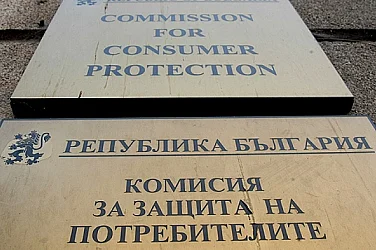 COMMISSION
FOR
CONSUMER
PROTECTION
РЕПУБЛИКА БЪЛГАРИЯ
КОМИСИЯ
ЗА ЗАЩИТА НА
ПОТРЕБИТЕЛИТЕ